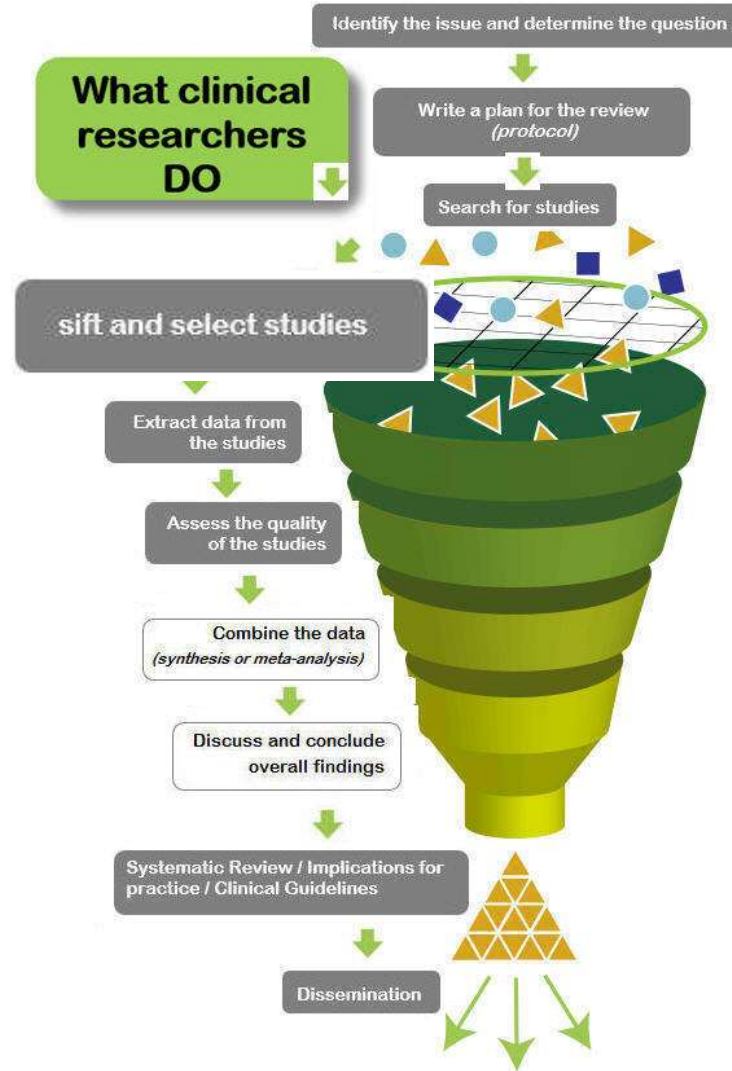 Identify the issue and determine the question
What clinical
researchers
DO
Write a plan for the review
(protocol)
Search for studies
sift and select studies
Extract data from
the studies
Assess the quality
of the studies
Combine the data
(synthesis or meta-analysis)
Discuss and conclude
overall findings
Systematic Review / Implications for
practice / Clinical Guidelines
Dissemination